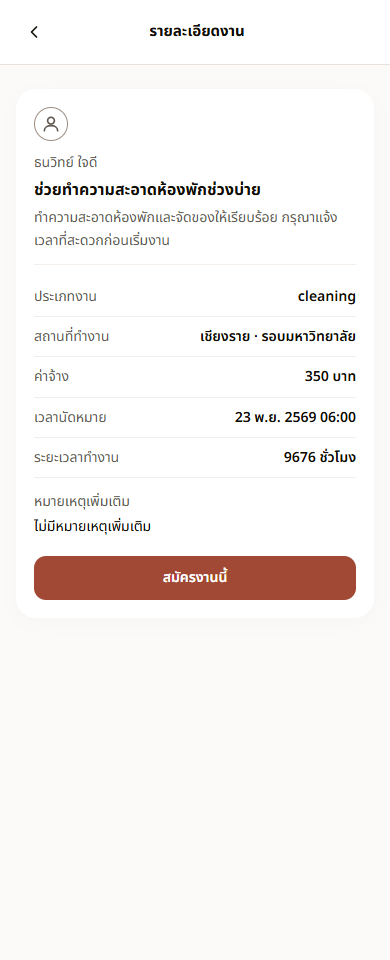 รายละเอียดงาน
ธนวิทย์ ใจดี
ช่วยทำความสะอาดห้องพักช่วงบ่าย
ทำความสะอาดห้องพักและจัดของให้เรียบร้อย กรุณาแจ้ง
เวลาที่สะดวกก่อนเริ่มงาน
ประเภทงาน cleaning
สถานที่ทำงาน เชียงราย · รอบมหาวิทยาลัย
ค่าจ้าง 350 บาท
เวลานัดหมาย 23 พ.ย. 2569 06:00
ระยะเวลาทำงาน 9676 ชั่วโมง
หมายเหตุเพิ่มเติม
ไม่มีหมายเหตุเพิ่มเติม
สมัครงานนี้